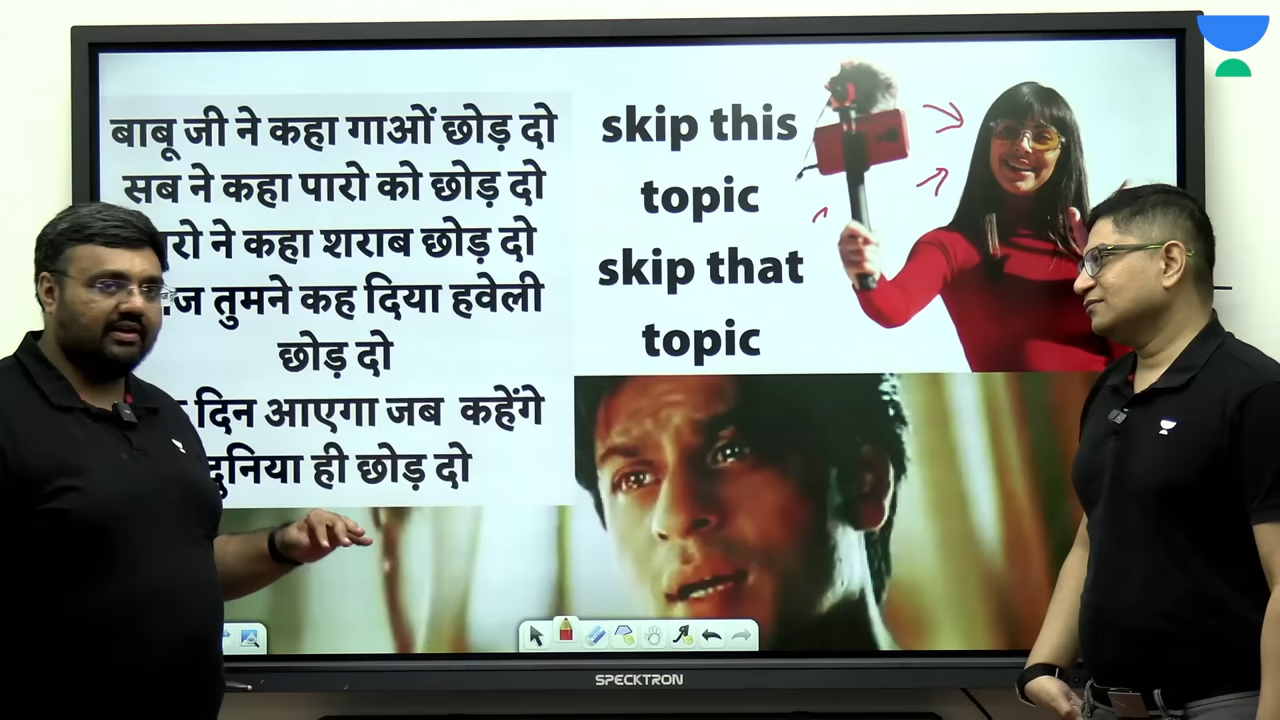 बाबू जी ने कहा गाओं छोड़ दो
सब ने कहा पारो को छोड़ दो
ने कहा शराब छोड़ दो
तुमने कह दिया हवेली
छोड़ दो
दिन आएगा जब कहेंगे
दुनिया ही छोड़ दो
skip this
topic
skip that
topic
SPECKTRON